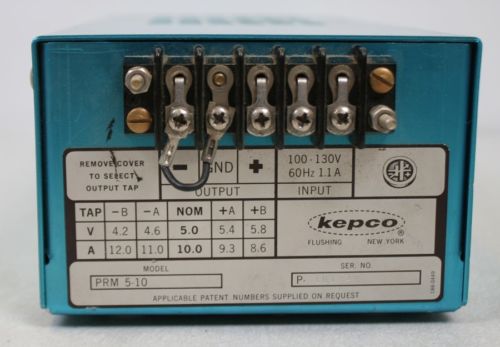 REMOVE COVER
TO SELECT
OUTPUT TAP
− GND +
OUTPUT
100-130V
60Hz 1.1A
INPUT
TAP −B −A NOM +A +B
V 4.2 4.6 5.0 5.4 5.8
A 12.0 11.0 10.0 9.3 8.6
kepco
FLUSHING NEW YORK
MODEL
PRM 5-10
SER. NO.
P.
APPLICABLE PATENT NUMBERS SUPPLIED ON REQUEST